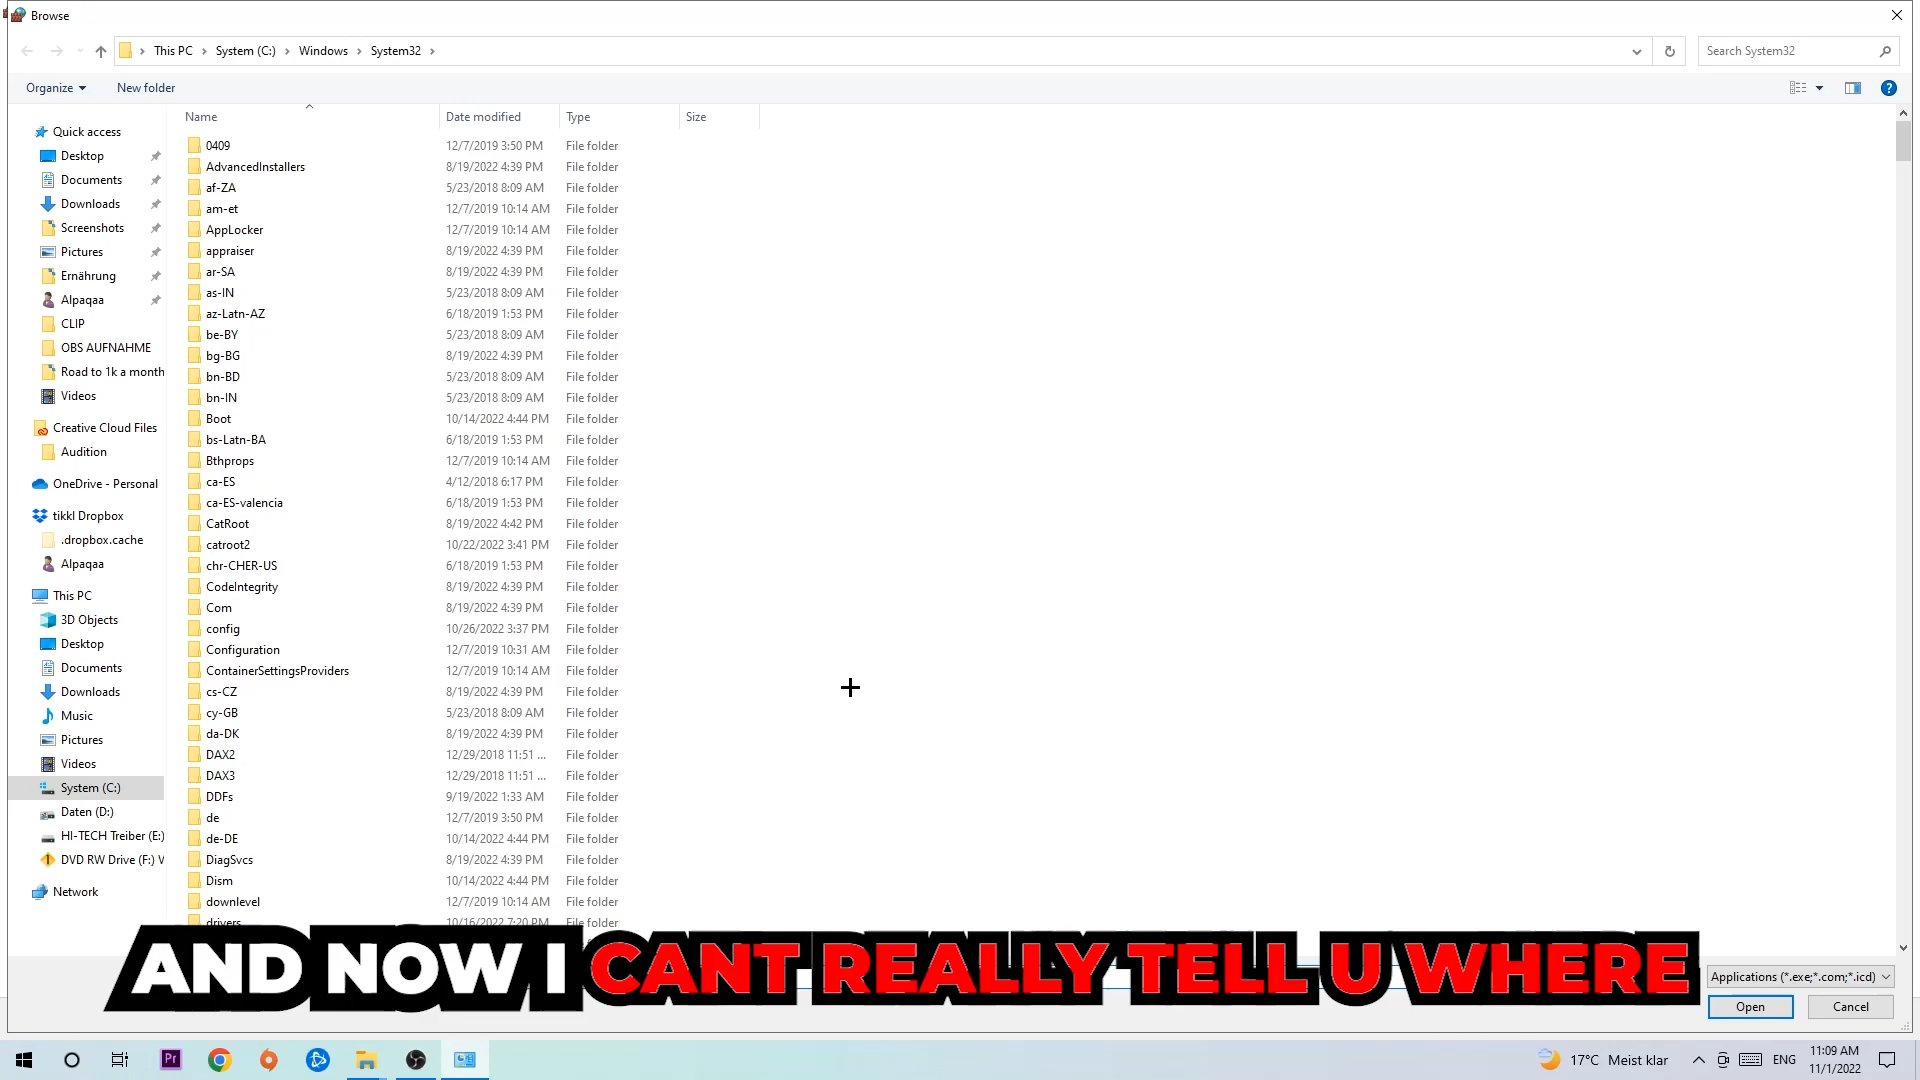 Browse
This PC
System (C:)
Windows
System32
Search System32
Organize
New folder
Name
Date modified
Type
Size
Quick access
Desktop
Documents
Downloads
Screenshots
Pictures
Ernährung
Alpaqaa
CLIP
OBS AUFNAHME
Road to 1k a month
Videos
Creative Cloud Files
Audition
OneDrive - Personal
tikkl Dropbox
.dropbox.cache
Alpaqaa
This PC
3D Objects
Desktop
Documents
Downloads
Music
Pictures
Videos
System (C:)
Daten (D:)
HI-TECH Treiber (E:)
DVD RW Drive (F:) V
Network
0409 12/7/2019 3:50 PM File folder
AdvancedInstallers 8/19/2022 4:39 PM File folder
af-ZA 5/23/2018 8:09 AM File folder
am-et 12/7/2019 10:14 AM File folder
AppLocker 12/7/2019 10:14 AM File folder
appraiser 8/19/2022 4:39 PM File folder
ar-SA 8/19/2022 4:39 PM File folder
as-IN 5/23/2018 8:09 AM File folder
az-Latn-AZ 6/18/2019 1:53 PM File folder
be-BY 5/23/2018 8:09 AM File folder
bg-BG 8/19/2022 4:39 PM File folder
bn-BD 5/23/2018 8:09 AM File folder
bn-IN 5/23/2018 8:09 AM File folder
Boot 10/14/2022 4:44 PM File folder
bs-Latn-BA 6/18/2019 1:53 PM File folder
Bthprops 12/7/2019 10:14 AM File folder
ca-ES 4/12/2018 6:17 PM File folder
ca-ES-valencia 6/18/2019 1:53 PM File folder
CatRoot 8/19/2022 4:42 PM File folder
catroot2 10/22/2022 3:41 PM File folder
chr-CHER-US 6/18/2019 1:53 PM File folder
CodeIntegrity 8/19/2022 4:39 PM File folder
Com 8/19/2022 4:39 PM File folder
config 10/26/2022 3:37 PM File folder
Configuration 12/7/2019 10:31 AM File folder
ContainerSettingsProviders 12/7/2019 10:14 AM File folder
cs-CZ 8/19/2022 4:39 PM File folder
cy-GB 5/23/2018 8:09 AM File folder
da-DK 8/19/2022 4:39 PM File folder
DAX2 12/29/2018 11:51 ... File folder
DAX3 12/29/2018 11:51 ... File folder
DDFs 9/19/2022 1:33 AM File folder
de 12/7/2019 3:50 PM File folder
de-DE 10/14/2022 4:44 PM File folder
DiagSvcs 8/19/2022 4:39 PM File folder
Dism 10/14/2022 4:44 PM File folder
downlevel 12/7/2019 10:14 AM File folder
drivers 10/16/2022 7:20 PM File folder
AND NOW I CANT REALLY TELL U WHERE
Applications (*.exe;*.com;*.icd)
Open
Cancel
Pr
17°C Meist klar
ENG
11:09 AM
11/1/2022